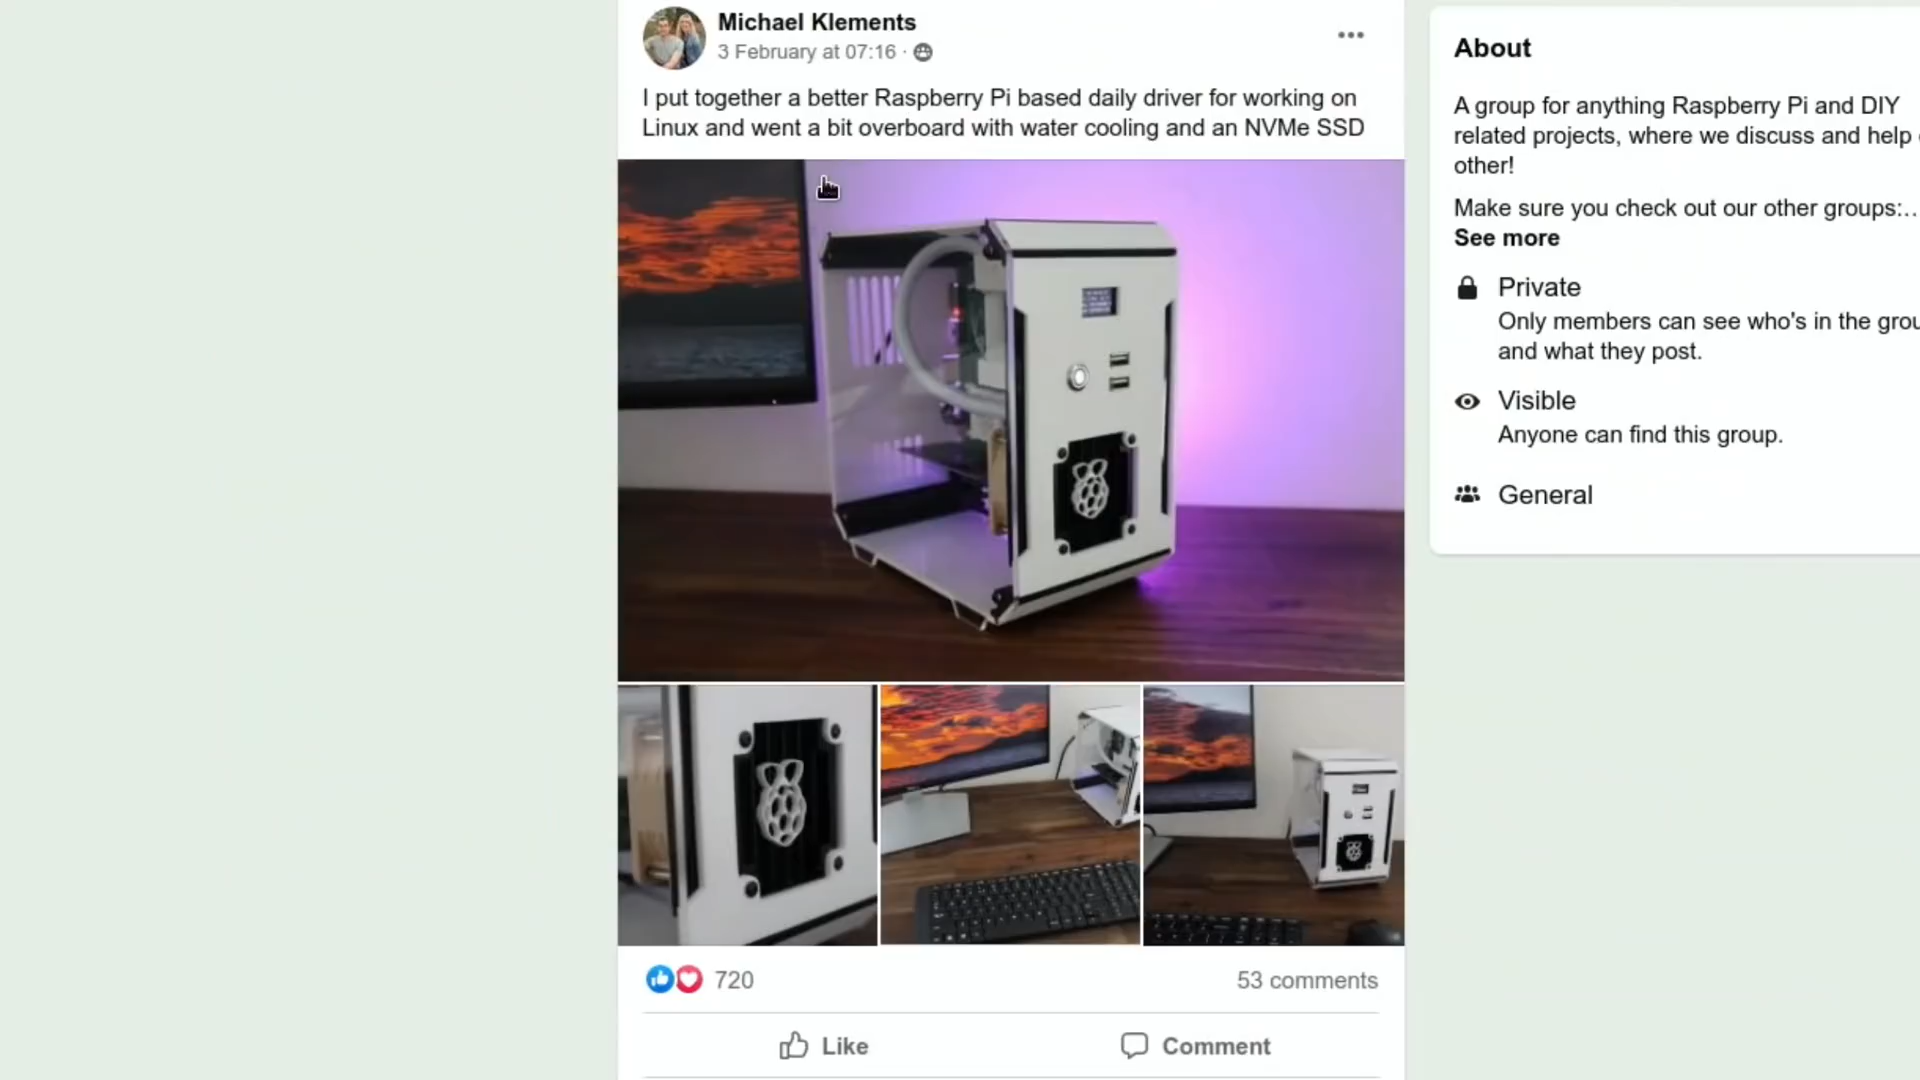 Michael Klements
3 February at 07:16 ·
I put together a better Raspberry Pi based daily driver for working on
Linux and went a bit overboard with water cooling and an NVMe SSD
720
53 comments
Like
Comment
About
A group for anything Raspberry Pi and DIY
related projects, where we discuss and help
other!
Make sure you check out our other groups:...
See more
Private
Only members can see who's in the grou
and what they post.
Visible
Anyone can find this group.
General